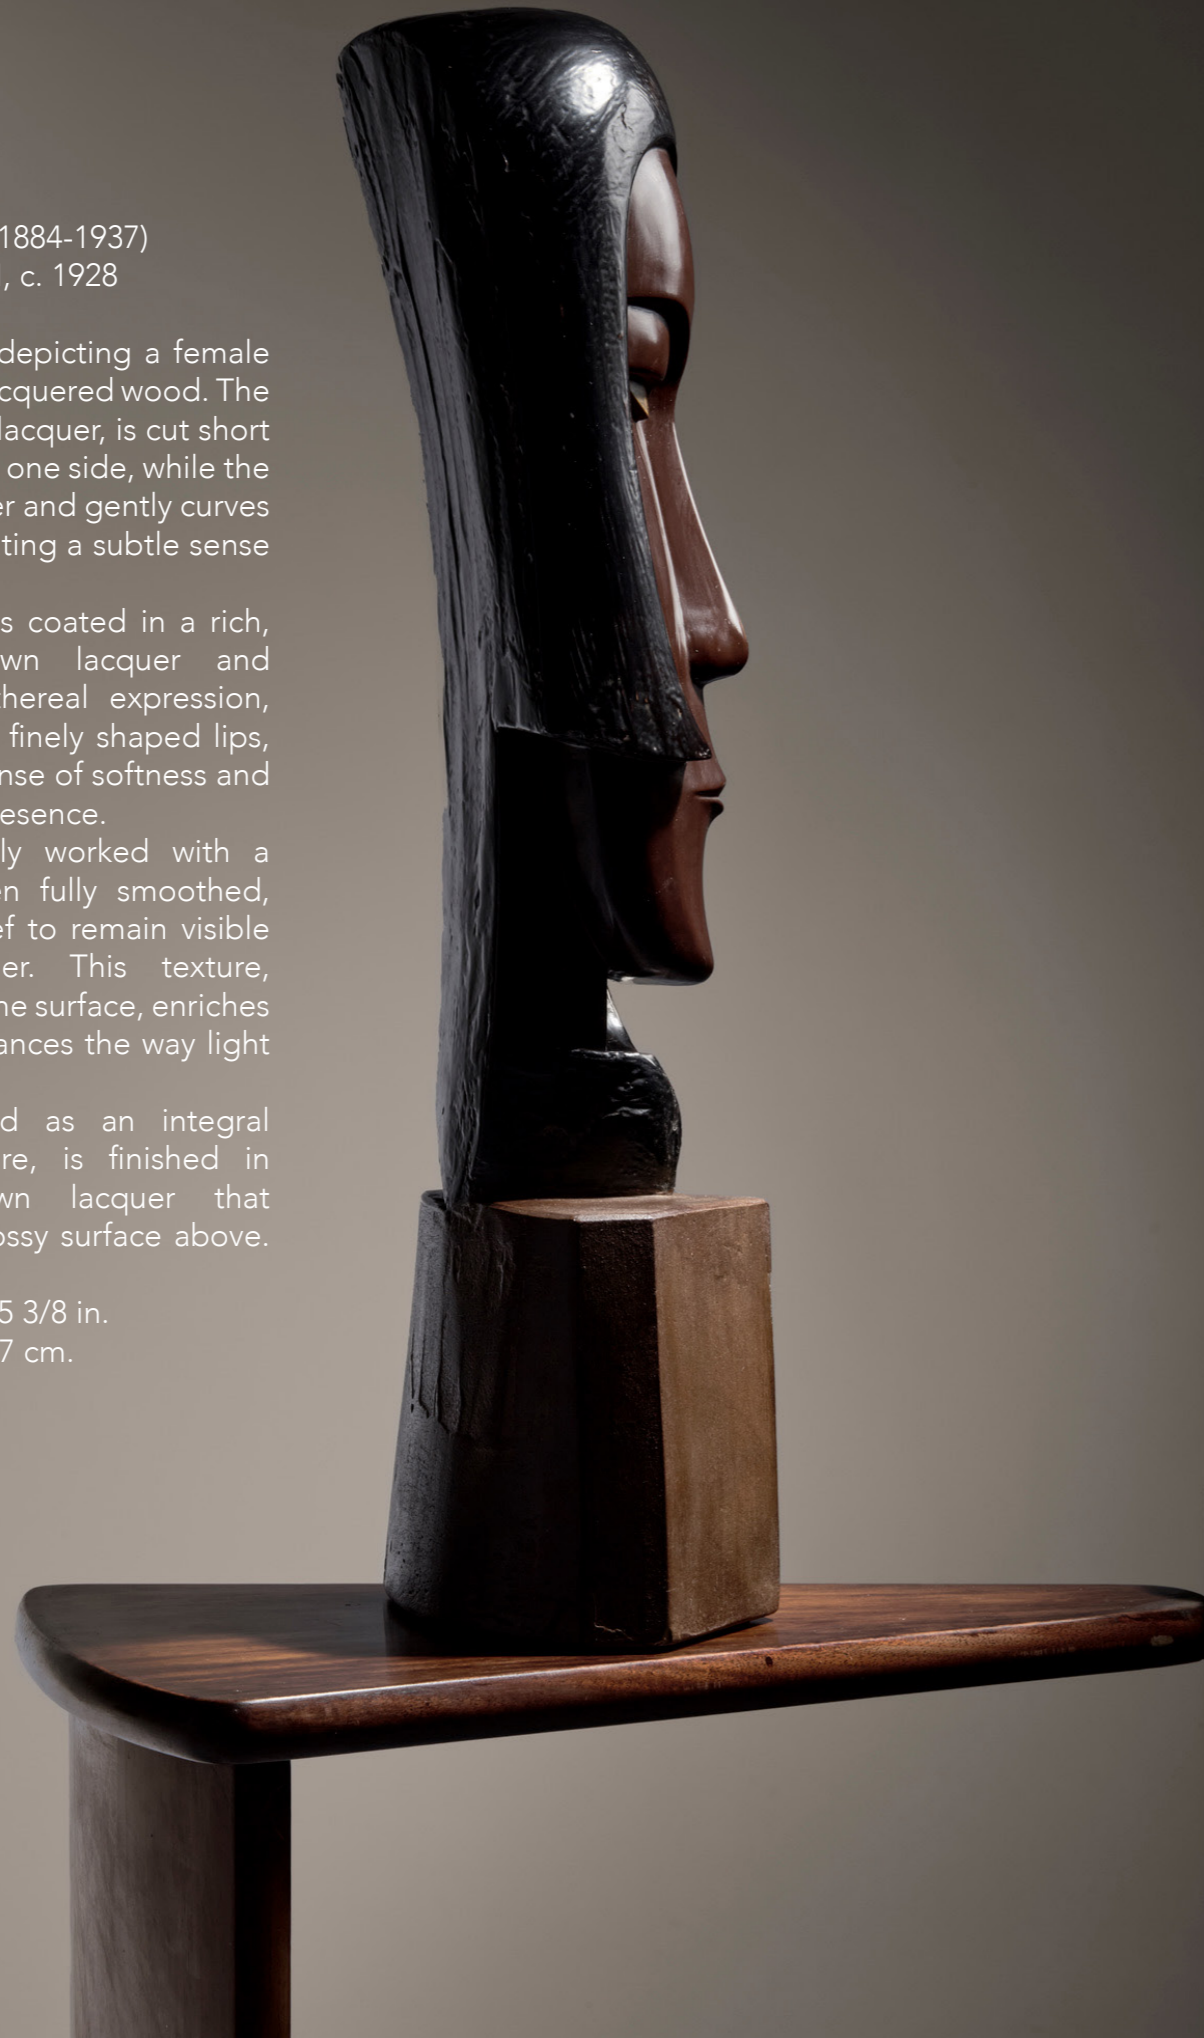 1884-1937)
, c. 1928
depicting a female
cquered wood. The
lacquer, is cut short
one side, while the
er and gently curves
ting a subtle sense
s coated in a rich,
wn lacquer and
thereal expression,
finely shaped lips,
nse of softness and
esence.
ly worked with a
en fully smoothed,
ef to remain visible
er. This texture,
he surface, enriches
ances the way light
d as an integral
re, is finished in
wn lacquer that
ossy surface above.
5 3/8 in.
7 cm.